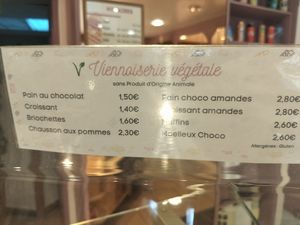 Viennoiserie végétale
sans Produit d'Origine Animale
Pain au chocolat 1,50€
Croissant 1,40€
Briochettes 1,60€
Chausson aux pommes 2,30€
Pain choco amandes 2,80€
Croissant amandes 2,80€
Muffins 2,60€
Moelleux Choco 2,60€
Allergènes : Gluten